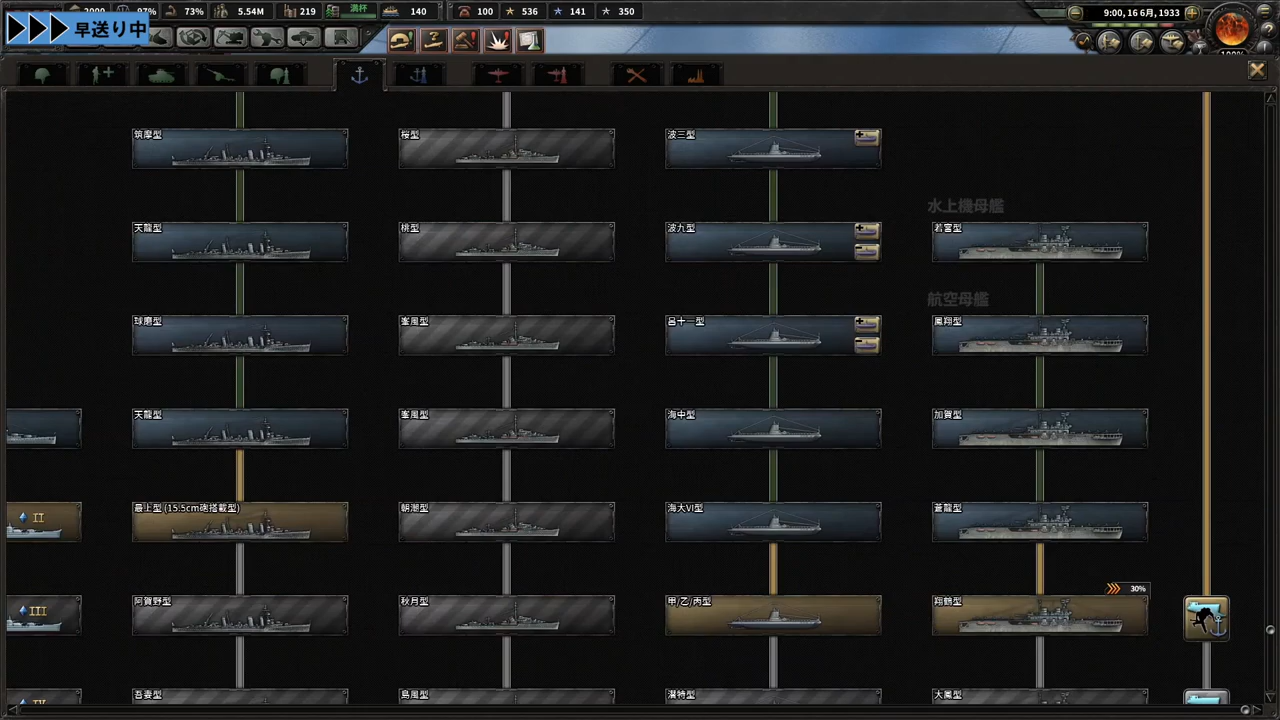 早送り中
97%
73%
5.54M
219
満杯
140
100
536
141
350
9:00, 16 6月, 1933
100%
筑摩型
桜型
波三型
水上機母艦
天龍型
桃型
波九型
若宮型
航空母艦
球磨型
峯風型
呂十一型
鳳翔型
天龍型
峯風型
海中型
加賀型
II
最上型 (15.5cm砲搭載型)
朝潮型
海大VI型
蒼龍型
30%
III
阿賀野型
秋月型
甲/乙/丙型
翔鶴型
IV
吾妻型
島風型
潜特型
大鳳型